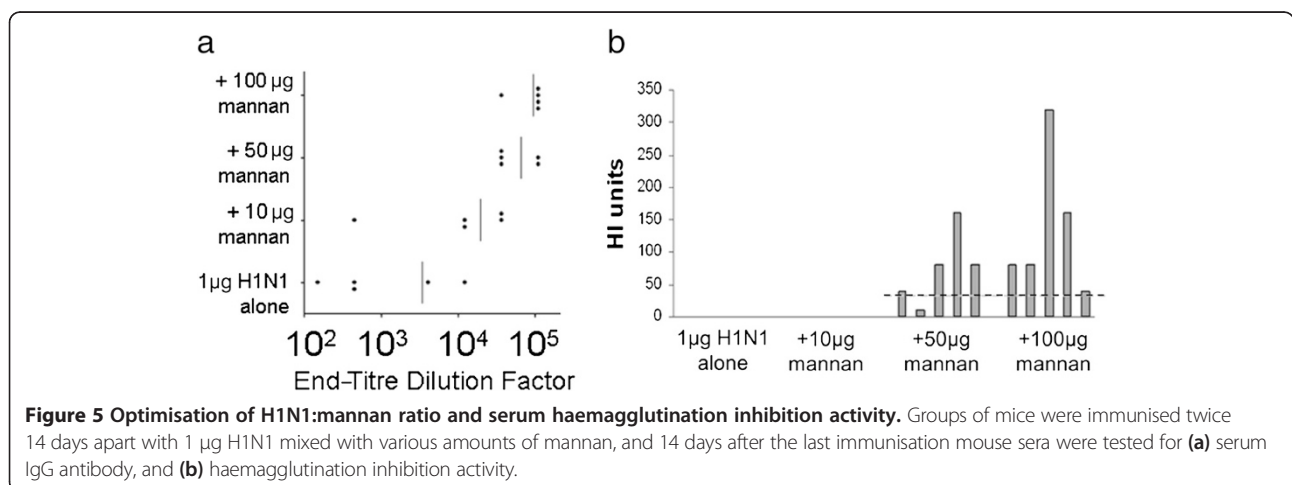 a
+ 100 µg
mannan
+ 50 µg
mannan
+ 10 µg
mannan
1µg H1N1
alone
10² 10³ 10⁴ 10⁵
End–Titre Dilution Factor
b
HI units
350
300
250
200
150
100
50
0
1µg H1N1
alone
+10µg
mannan
+50µg
mannan
+100µg
mannan
Figure 5 Optimisation of H1N1:mannan ratio and serum haemagglutination inhibition activity. Groups of mice were immunised twice
14 days apart with 1 µg H1N1 mixed with various amounts of mannan, and 14 days after the last immunisation mouse sera were tested for (a) serum
IgG antibody, and (b) haemagglutination inhibition activity.